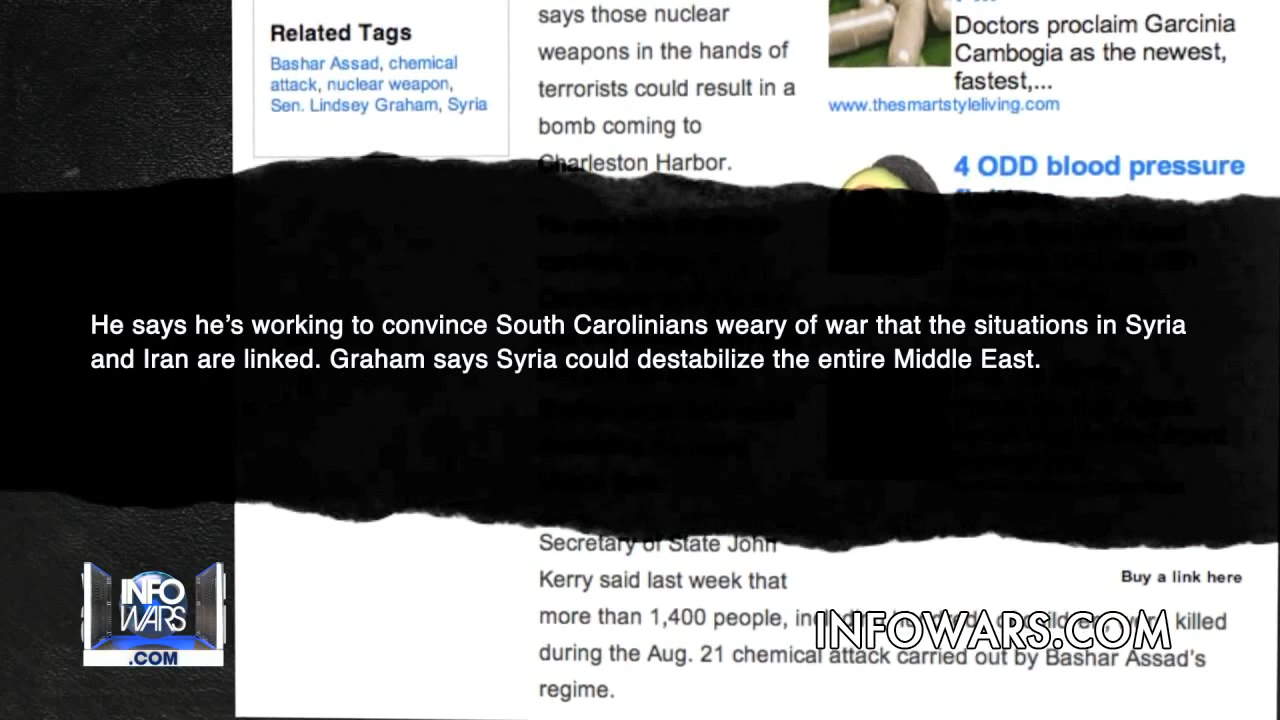 Related Tags
Bashar Assad, chemical
attack, nuclear weapon,
Sen. Lindsey Graham, Syria
says those nuclear
weapons in the hands of
terrorists could result in a
bomb coming to
Charleston Harbor.
Doctors proclaim Garcinia
Cambogia as the newest,
fastest,...
www.thesmartstyleliving.com
4 ODD blood pressure
He says he's working to convince South Carolinians weary of war that the situations in Syria
and Iran are linked. Graham says Syria could destabilize the entire Middle East.
Secretary of State John
Kerry said last week that
more than 1,400 people, killed
during the Aug. 21 chemical attack carried out by Bashar Assad's
regime.
Buy a link here
INFO
WARS
.COM
INFOWARS.COM